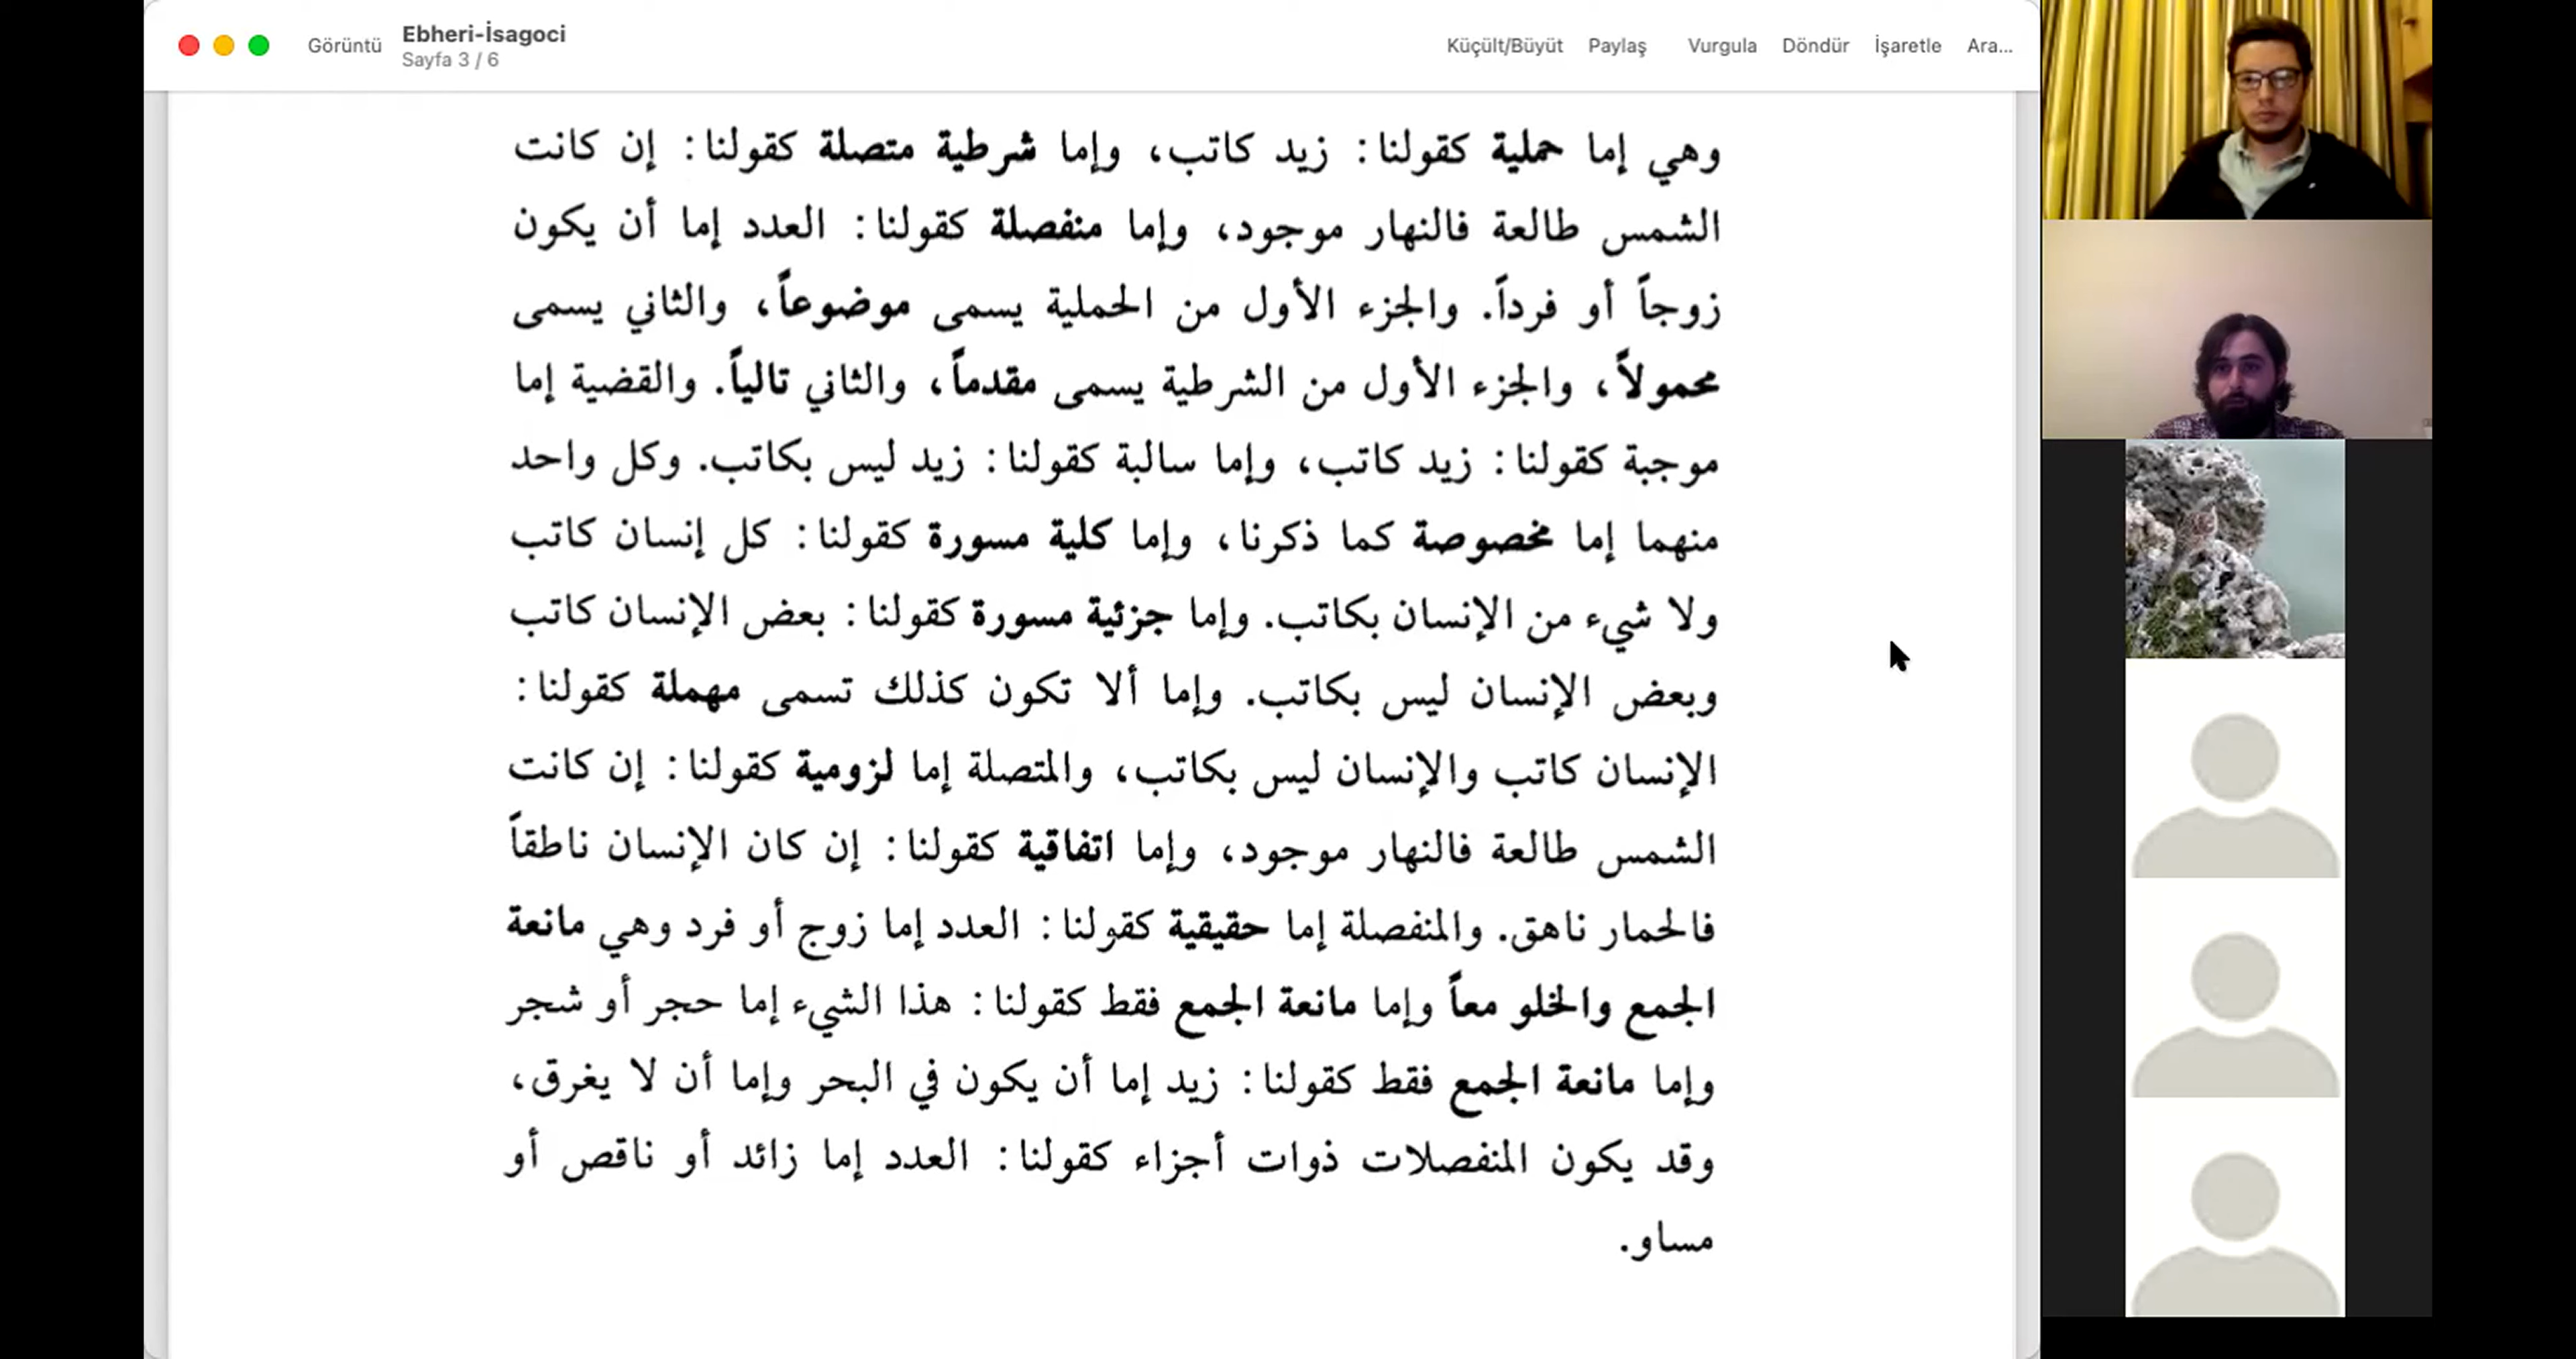 Görüntü
Ebheri-İsagoci
Sayfa 3 / 6
Küçült/Büyüt Paylaş Vurgula Döndür İşaretle Ara...
وهي إما حملية كقولنا: زيد كاتب، وإما شرطية متصلة كقولنا: إن كانت
الشمس طالعة فالنهار موجود، وإما منفصلة كقولنا: العدد إما أن يكون
زوجاً أو فرداً. والجزء الأول من الحملية يسمى موضوعاً، والثاني يسمى
محمولاً، والجزء الأول من الشرطية يسمى مقدماً، والثاني تالياً. والقضية إما
موجبة كقولنا: زيد كاتب، وإما سالبة كقولنا: زيد ليس بكاتب. وكل واحد
منهما إما مخصوصة كما ذكرنا، وإما كلية مسورة كقولنا: كل إنسان كاتب
ولا شيء من الإنسان بكاتب. وإما جزئية مسورة كقولنا: بعض الإنسان كاتب
وبعض الإنسان ليس بكاتب. وإما ألا تكون كذلك تسمى مهملة كقولنا:
الإنسان كاتب والإنسان ليس بكاتب، والمتصلة إما لزومية كقولنا: إن كانت
الشمس طالعة فالنهار موجود، وإما اتفاقية كقولنا: إن كان الإنسان ناطقاً
فالحمار ناهق. والمنفصلة إما حقيقية كقولنا: العدد إما زوج أو فرد وهي مانعة
الجمع والخلو معاً وإما مانعة الجمع فقط كقولنا: هذا الشيء إما حجر أو شجر
وإما مانعة الجمع فقط كقولنا: زيد إما أن يكون في البحر وإما أن لا يغرق،
وقد يكون المنفصلات ذوات أجزاء كقولنا: العدد إما زائد أو ناقص أو
مساو.